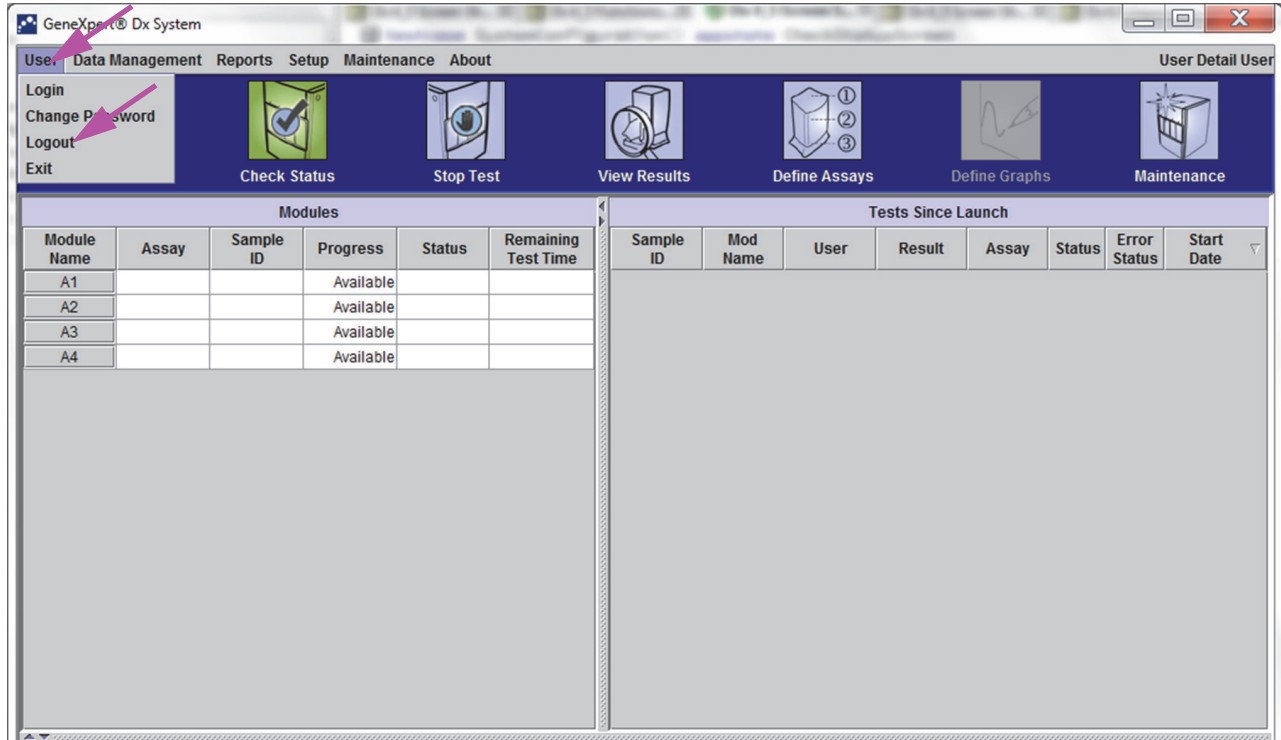 GeneXpert® Dx System
User Data Management Reports Setup Maintenance About User Detail User
Login
Change Password
Logout
Exit
Check Status Stop Test View Results Define Assays Define Graphs Maintenance
1
2
3
Modules
Module Name Assay Sample ID Progress Status Remaining Test Time
A1 Available
A2 Available
A3 Available
A4 Available
Tests Since Launch
Sample ID Mod Name User Result Assay Status Error Status Start Date